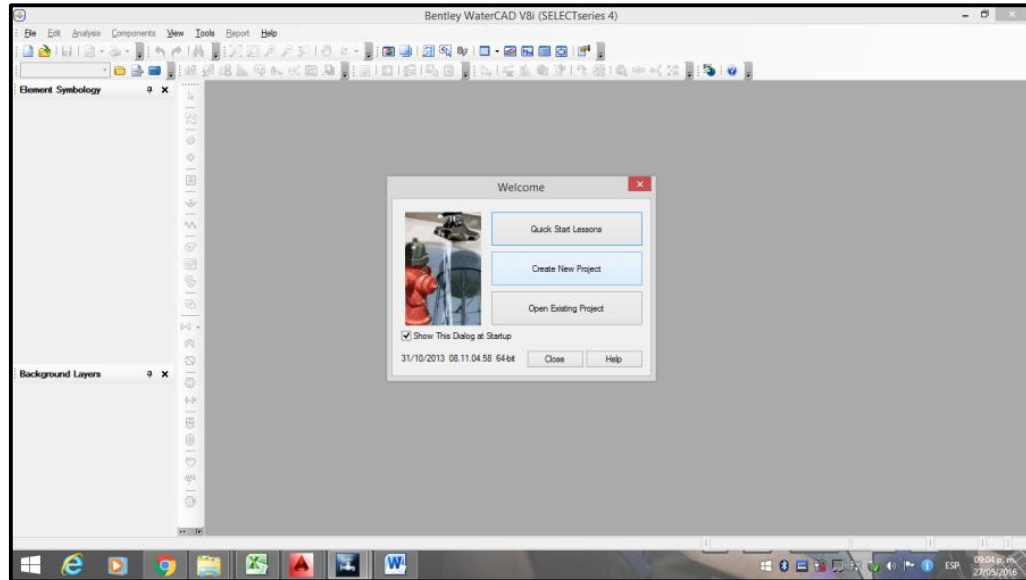 Bentley WaterCAD V8i (SELECTseries 4)
File Edit Analysis Components View Tools Report Help
Element Symbology
Welcome
Quick Start Lessons
Create New Project
Open Existing Project
Show This Dialog at Startup
31/10/2013 08.11.04.58 64-bit Close Help
Background Layers
ESP
09:04 p.m.
27/05/2016